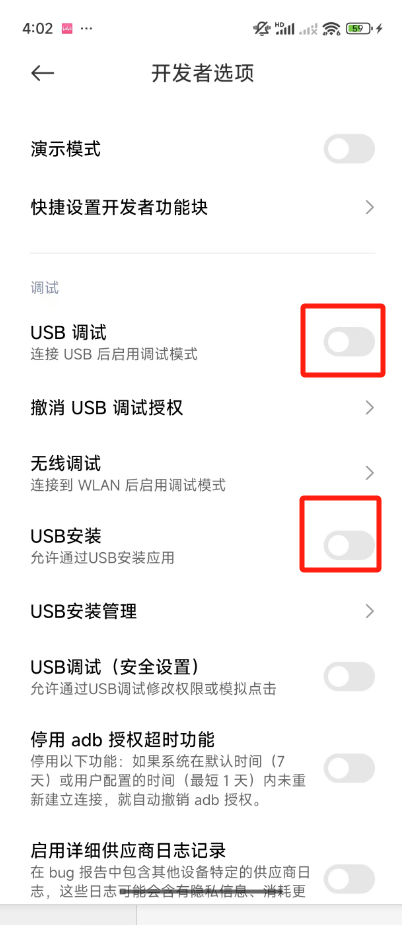 4:02
HD
59
开发者选项
演示模式
快捷设置开发者功能块
调试
USB 调试
连接 USB 后启用调试模式
撤消 USB 调试授权
无线调试
连接到 WLAN 后启用调试模式
USB安装
允许通过USB安装应用
USB安装管理
USB调试（安全设置）
允许通过USB调试修改权限或模拟点击
停用 adb 授权超时功能
停用以下功能：如果系统在默认时间（7
天）或用户配置的时间（最短 1 天）内未重
新建立连接，就自动撤销 adb 授权。
启用详细供应商日志记录
在 bug 报告中包含其他设备特定的供应商日
志，这些日志可能会含有隐私信息、消耗更